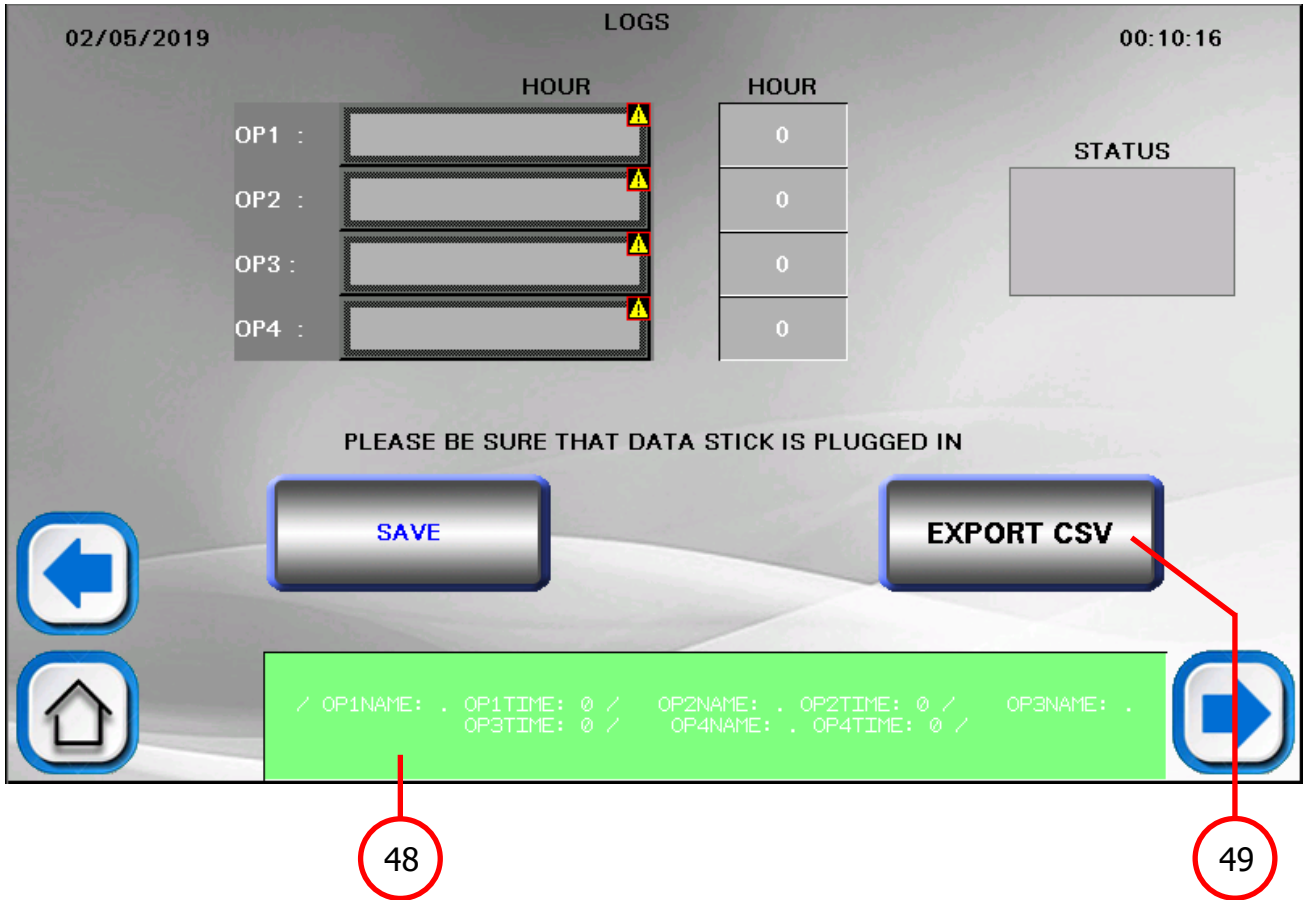 LOGS
02/05/2019 00:10:16
HOUR HOUR
OP1 : 0
STATUS
OP2 : 0
OP3 : 0
OP4 : 0
PLEASE BE SURE THAT DATA STICK IS PLUGGED IN
SAVE EXPORT CSV
/ OP1NAME: . OP1TIME: 0 / OP2NAME: . OP2TIME: 0 / OP3NAME: .
OP3TIME: 0 / OP4NAME: . OP4TIME: 0 /
48 49